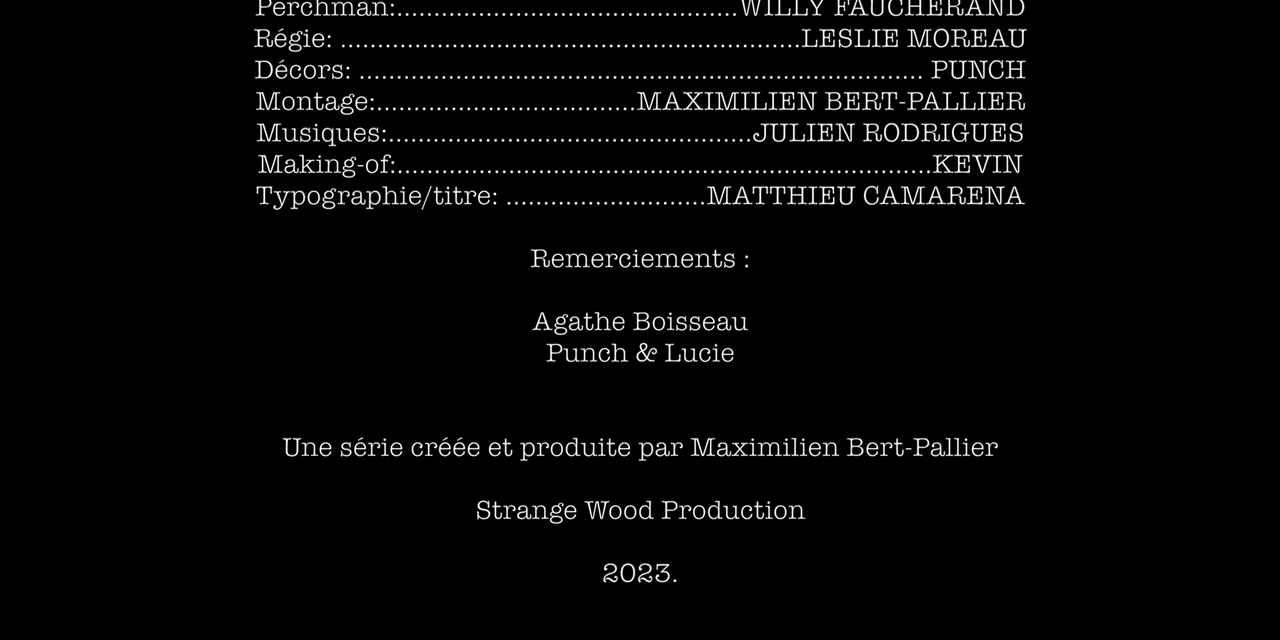 Perchman:........................................WILLY FAUCHERAND
Régie: ......................................................LESLIE MOREAU
Décors: .................................................................. PUNCH
Montage:...............................MAXIMILIEN BERT-PALLIER
Musiques:...........................................JULIEN RODRIGUES
Making-of:...............................................................KEVIN
Typographie/titre: ........................MATTHIEU CAMARENA
Remerciements :
Agathe Boisseau
Punch & Lucie
Une série créée et produite par Maximilien Bert-Pallier
Strange Wood Production
2023.